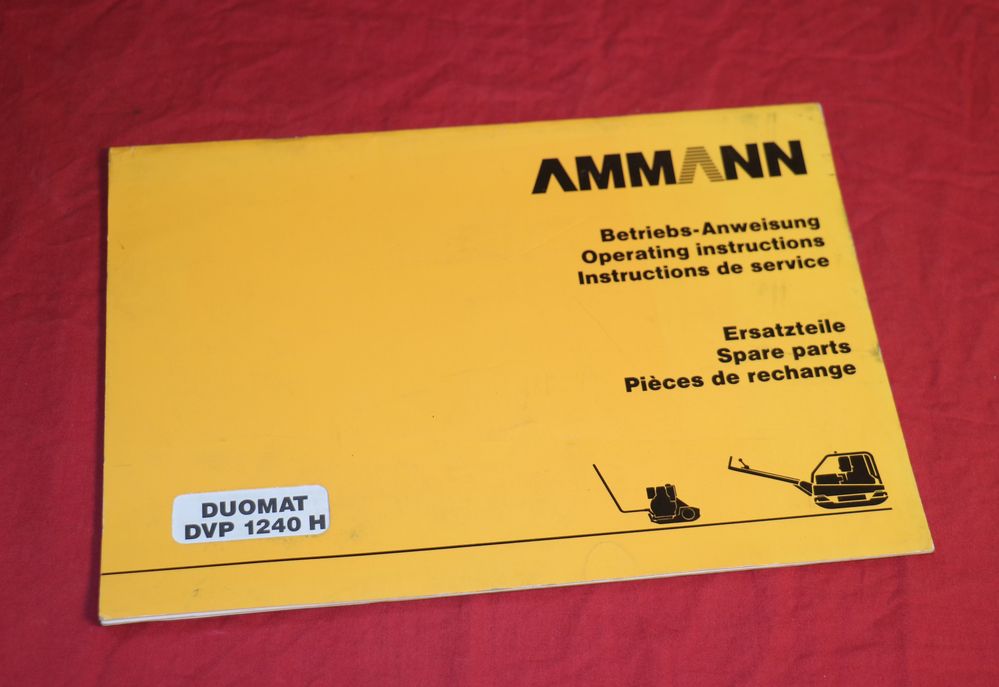 AMMANN
Betriebs-Anweisung
Operating instructions
Instructions de service
Ersatzteile
Spare parts
Pièces de rechange
DUOMAT
DVP 1240 H